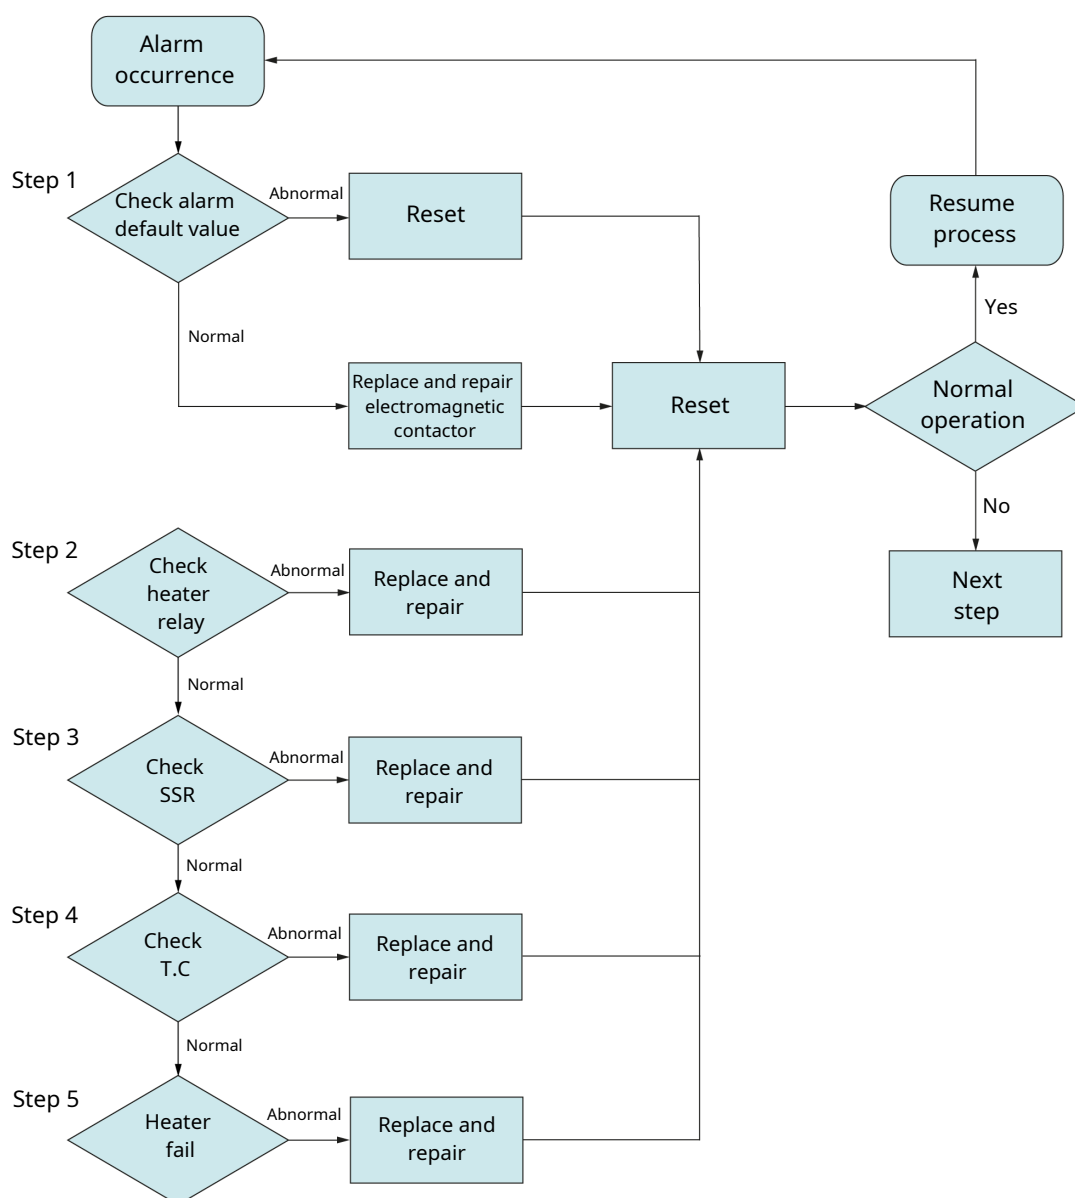 Alarm
occurrence
Step 1
Check alarm
default value
Abnormal
Reset
Resume
process
Yes
Normal
Replace and repair
electromagnetic
contactor
Reset
Normal
operation
No
Next
step
Step 2
Check
heater
relay
Abnormal
Replace and
repair
Normal
Step 3
Check
SSR
Abnormal
Replace and
repair
Normal
Step 4
Check
T.C
Abnormal
Replace and
repair
Normal
Step 5
Heater
fail
Abnormal
Replace and
repair